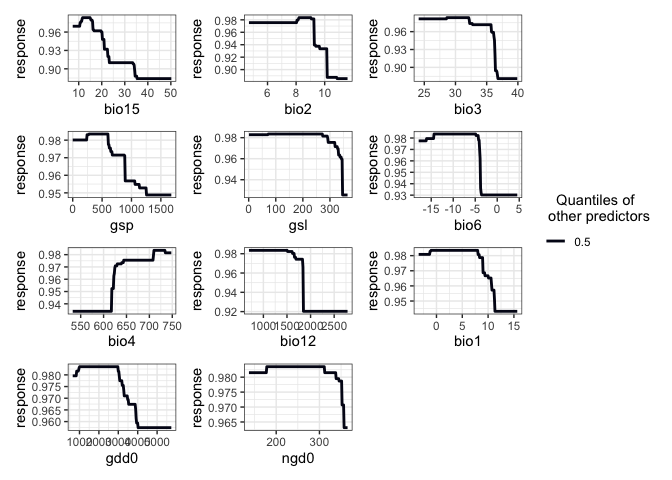 response
0.96
0.93
0.90
10 20 30 40 50
bio15
response
0.98
0.96
0.94
0.92
0.90
6 8 10
bio2
response
0.96
0.93
0.90
25 30 35 40
bio3
response
0.98
0.97
0.96
0.95
0 500 1000 1500
gsp
response
0.98
0.96
0.94
0 100 200 300
gsl
response
0.98
0.97
0.96
0.95
0.94
0.93
-15 -10 -5 0 5
bio6
response
0.98
0.97
0.96
0.95
0.94
550 600 650 700 750
bio4
response
0.98
0.96
0.94
0.92
1000 1500 2000 2500
bio12
response
0.98
0.97
0.96
0.95
0 5 10 15
bio1
response
0.980
0.975
0.970
0.965
0.960
1000 2000 3000 4000 5000
gdd0
response
0.980
0.975
0.970
0.965
200 300
ngd0
Quantiles of
other predictors
0.5